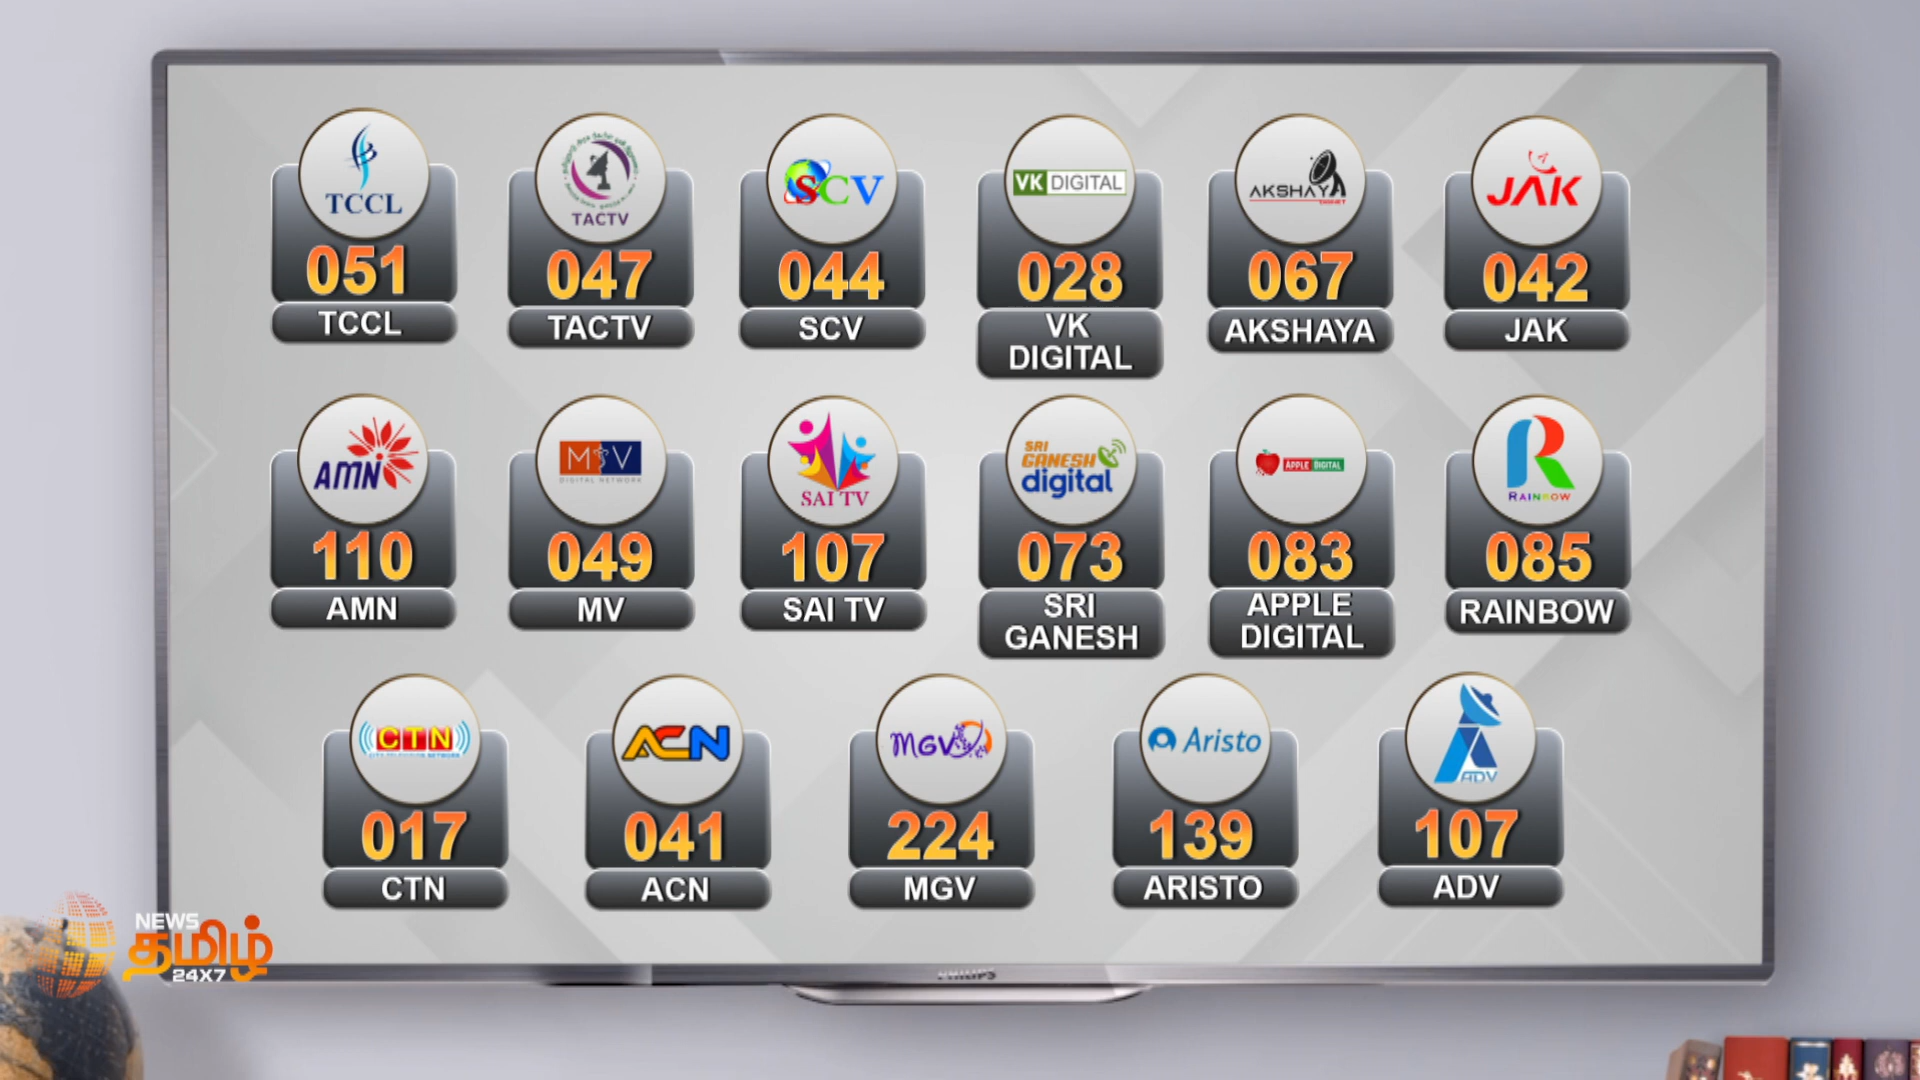 TCCL
TACTV
SCV
VK DIGITAL
AKSHAYA
JAK
051
047
044
028
067
042
TCCL
TACTV
SCV
VK
DIGITAL
AKSHAYA
JAK
AMN
MV
DIGITAL NETWORK
SAI TV
SRI
GANESH
digital
APPLE DIGITAL
RAINBOW
110
049
107
073
083
085
AMN
MV
SAI TV
SRI
GANESH
APPLE
DIGITAL
RAINBOW
CTN
ACN
MGV
Aristo
ADV
017
041
224
139
107
CTN
ACN
MGV
ARISTO
ADV
NEWS
தமிழ்
24X7
PHILIPS